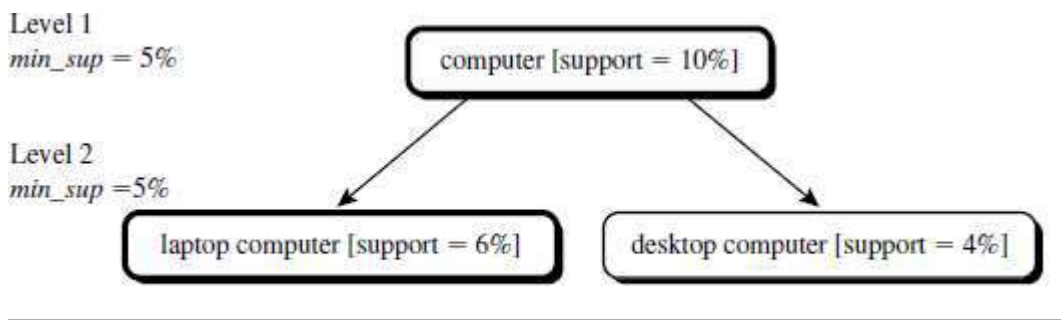 Level 1
min_sup = 5%
computer [support = 10%]
Level 2
min_sup =5%
laptop computer [support = 6%]
desktop computer [support = 4%]